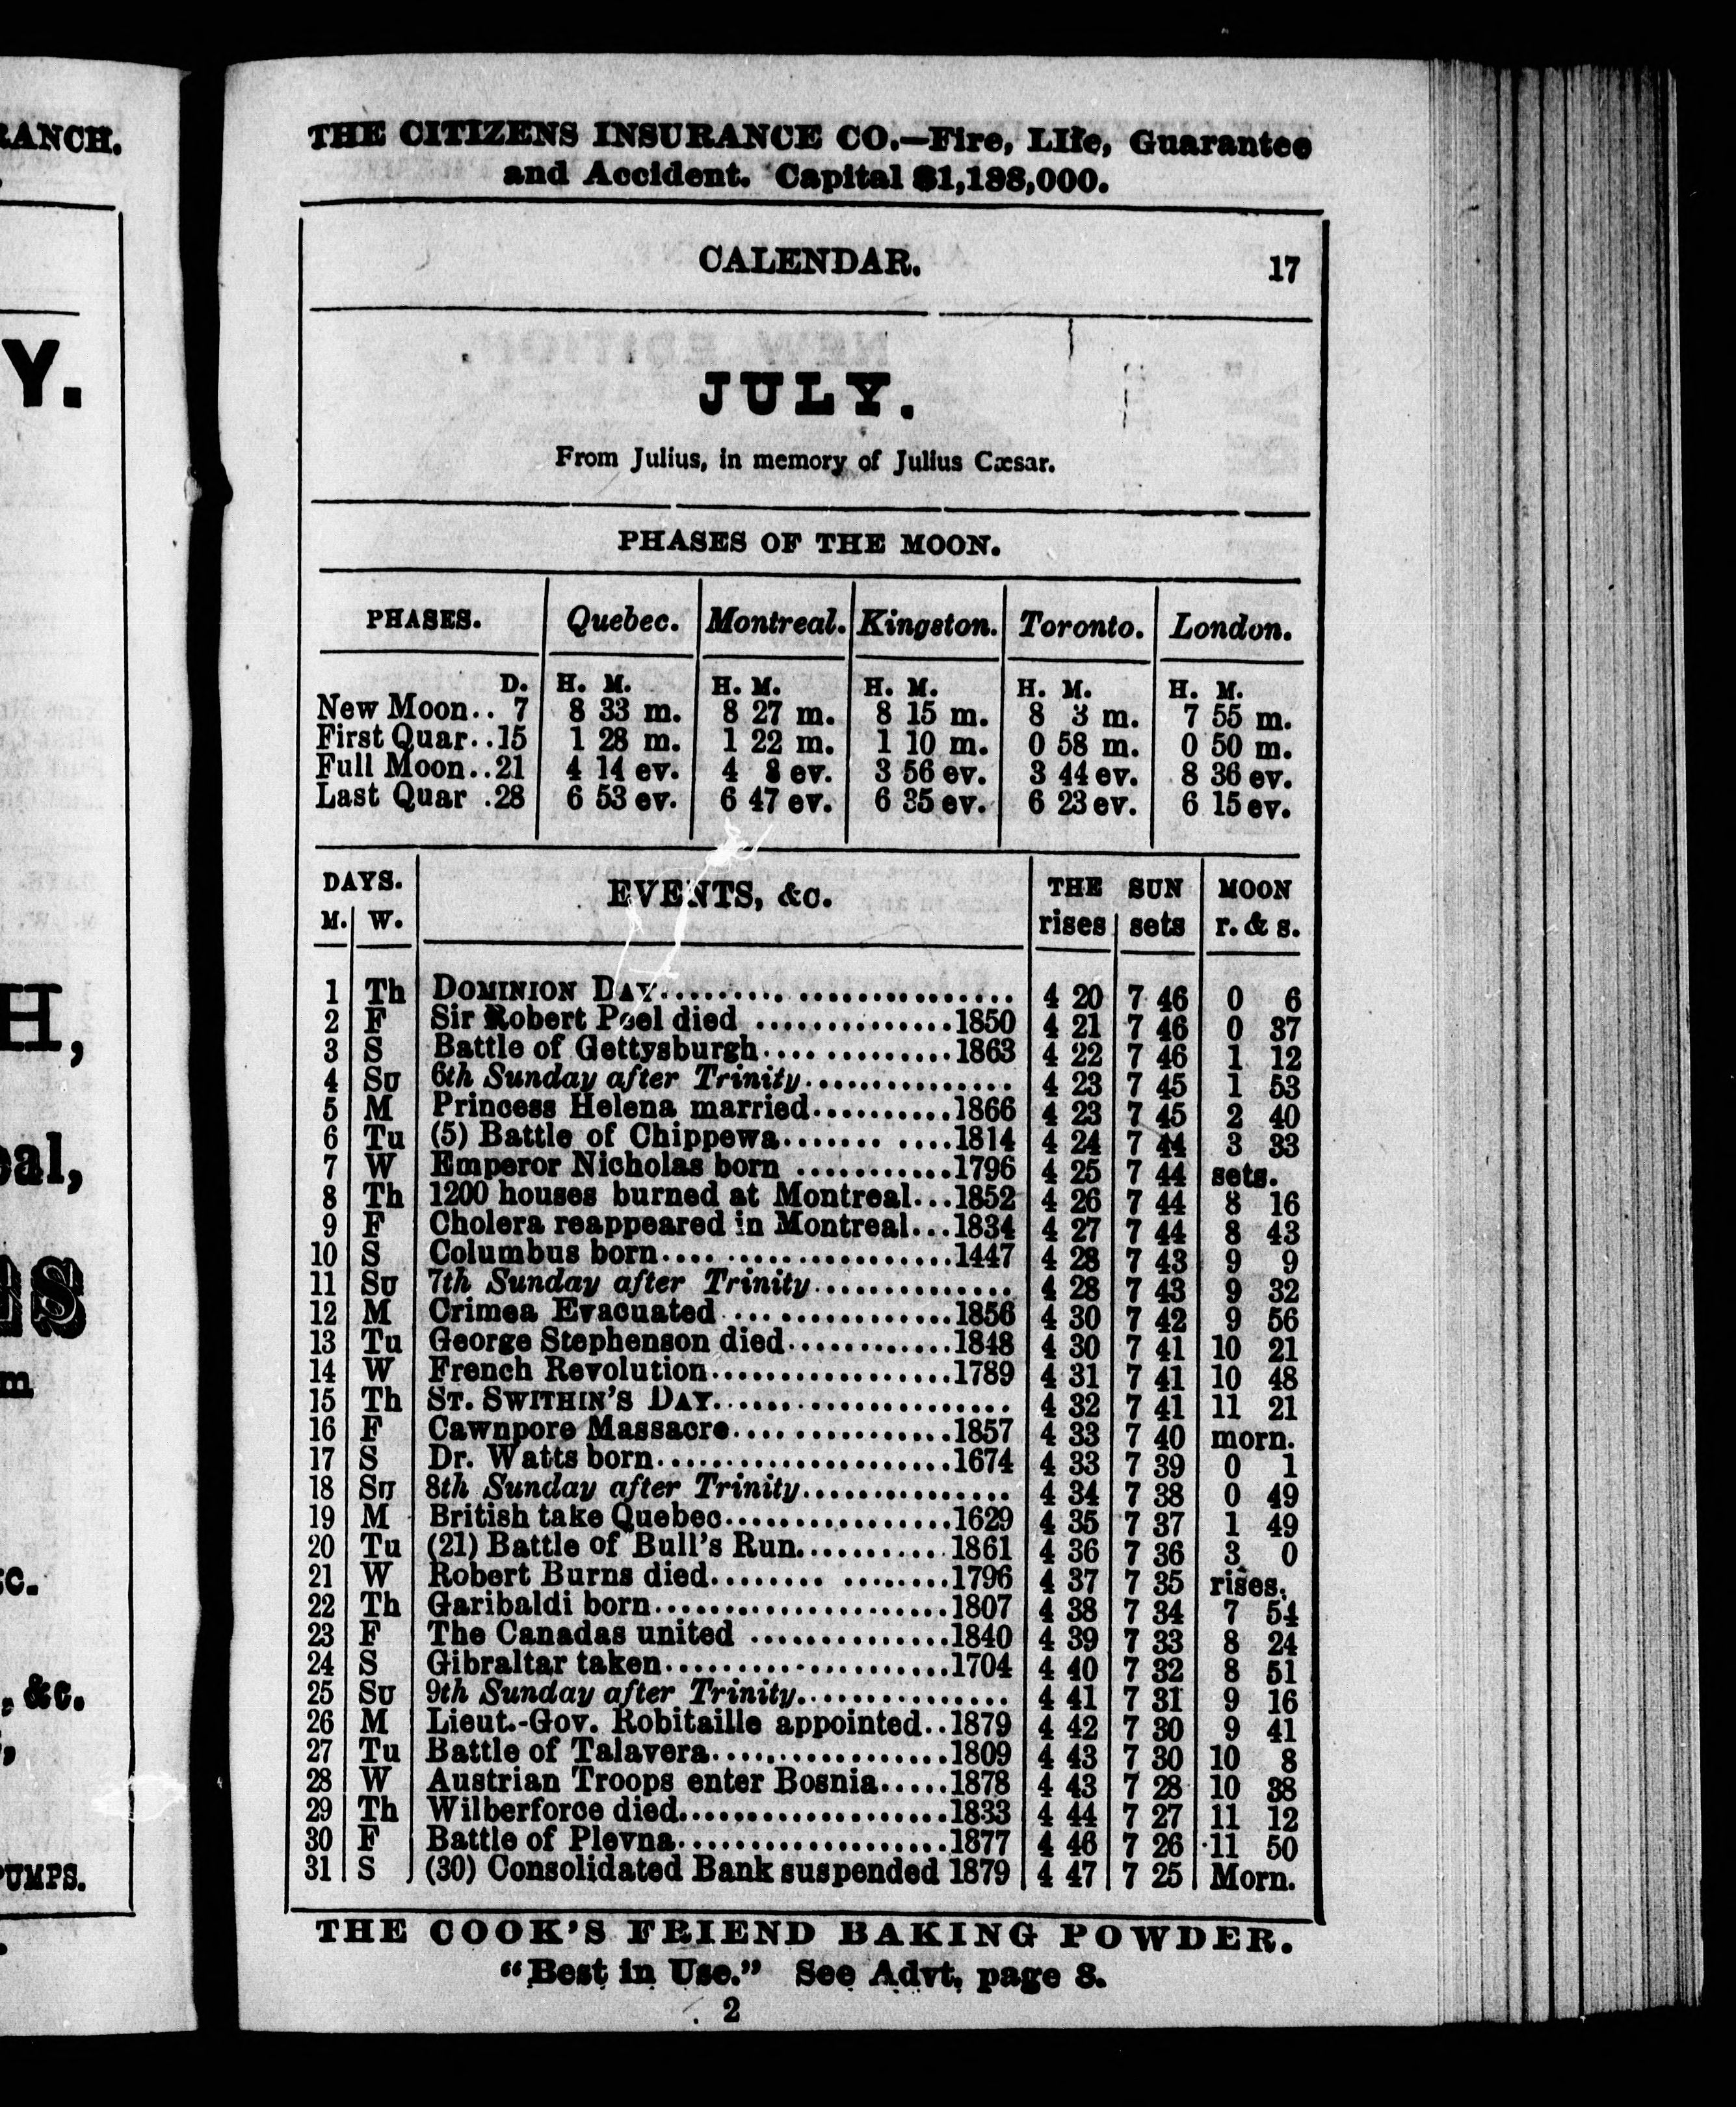 RANCH.
Y.
H,
eal,
ES
m
tc.
, &c.
PUMPS.
THE CITIZENS INSURANCE CO.—Fire, LIfe, Guarantee
and Accident. Capital $1,188,000.
CALENDAR. 17
JULY.
From Julius, in memory of Julius Cæsar.
PHASES OF THE MOON.
PHASES. Quebec. Montreal. Kingston. Toronto. London.
D. H. M. H. M. H. M. H. M. H. M.
New Moon.. 7 8 33 m. 8 27 m. 8 15 m. 8 3 m. 7 55 m.
First Quar..15 1 28 m. 1 22 m. 1 10 m. 0 58 m. 0 50 m.
Full Moon..21 4 14 ev. 4 8 ev. 3 56 ev. 3 44 ev. 8 36 ev.
Last Quar .28 6 53 ev. 6 47 ev. 6 35 ev. 6 23 ev. 6 15 ev.
DAYS. EVENTS, &c. THE SUN MOON
M. W. rises sets r. & s.
1 Th DOMINION DAY.............................. 4 20 7 46 0 6
2 F Sir Robert Peel died ..............1850 4 21 7 46 0 37
3 S Battle of Gettysburgh..............1863 4 22 7 46 1 12
4 SU 6th Sunday after Trinity............... 4 23 7 45 1 53
5 M Princess Helena married..........1866 4 23 7 45 2 40
6 Tu (5) Battle of Chippewa...........1814 4 24 7 44 3 33
7 W Emperor Nicholas born ...........1796 4 25 7 44 sets.
8 Th 1200 houses burned at Montreal...1852 4 26 7 44 8 16
9 F Cholera reappeared in Montreal...1834 4 27 7 44 8 43
10 S Columbus born....................1447 4 28 7 43 9 9
11 SU 7th Sunday after Trinity.............. 4 28 7 43 9 32
12 M Crimea Evacuated ................1856 4 30 7 42 9 56
13 Tu George Stephenson died............1848 4 30 7 41 10 21
14 W French Revolution.................1789 4 31 7 41 10 48
15 Th ST. SWITHIN'S DAY..................... 4 32 7 41 11 21
16 F Cawnpore Massacre................1857 4 33 7 40 morn.
17 S Dr. Watts born.....................1674 4 33 7 39 0 1
18 SU 8th Sunday after Trinity............... 4 34 7 38 0 49
19 M British take Quebec................1629 4 35 7 37 1 49
20 Tu (21) Battle of Bull's Run...........1861 4 36 7 36 3 0
21 W Robert Burns died................1796 4 37 7 35 rises.
22 Th Garibaldi born.....................1807 4 38 7 34 7 54
23 F The Canadas united ..............1840 4 39 7 33 8 24
24 S Gibraltar taken....................1704 4 40 7 32 8 51
25 SU 9th Sunday after Trinity............... 4 41 7 31 9 16
26 M Lieut.-Gov. Robitaille appointed..1879 4 42 7 30 9 41
27 Tu Battle of Talavera.................1809 4 43 7 30 10 8
28 W Austrian Troops enter Bosnia.....1878 4 43 7 28 10 38
29 Th Wilberforce died...................1833 4 44 7 27 11 12
30 F Battle of Plevna...................1877 4 46 7 26 11 50
31 S (30) Consolidated Bank suspended 1879 4 47 7 25 Morn.
THE COOK'S FRIEND BAKING POWDER.
"Best in Use." See Advt, page 8.
2